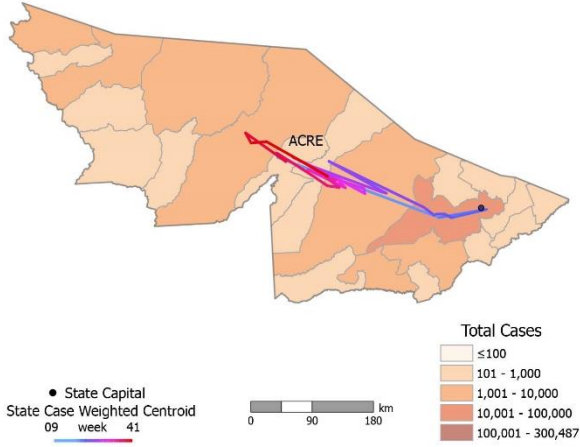 ACRE
Total Cases
≤100
101 - 1,000
1,001 - 10,000
10,001 - 100,000
100,001 - 300,487
State Capital
State Case Weighted Centroid
09 week 41
km
0 90 180